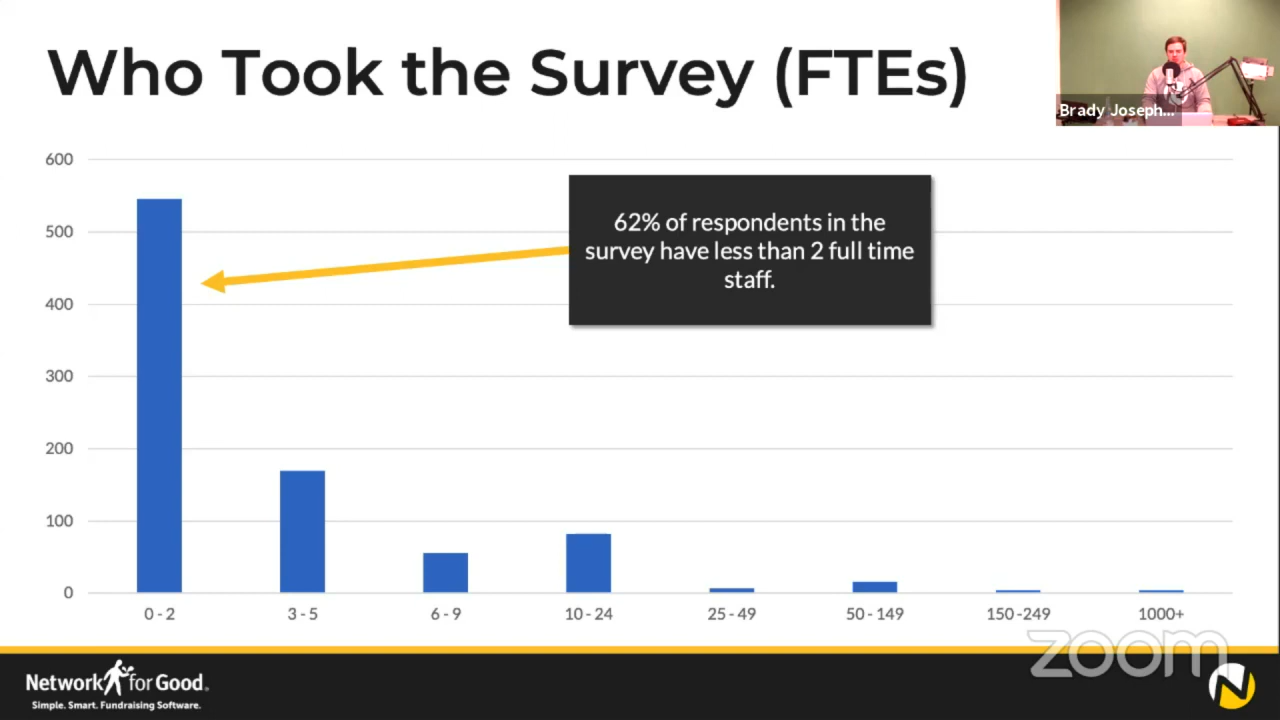 Who Took the Survey (FTEs)
Brady Joseph...
600
500
400
300
200
100
0
62% of respondents in the
survey have less than 2 full time
staff.
0 - 2
3 - 5
6 - 9
10 - 24
25 - 49
50 - 149
150 -249
1000+
zoom
Network for Good.
Simple. Smart. Fundraising Software.
N